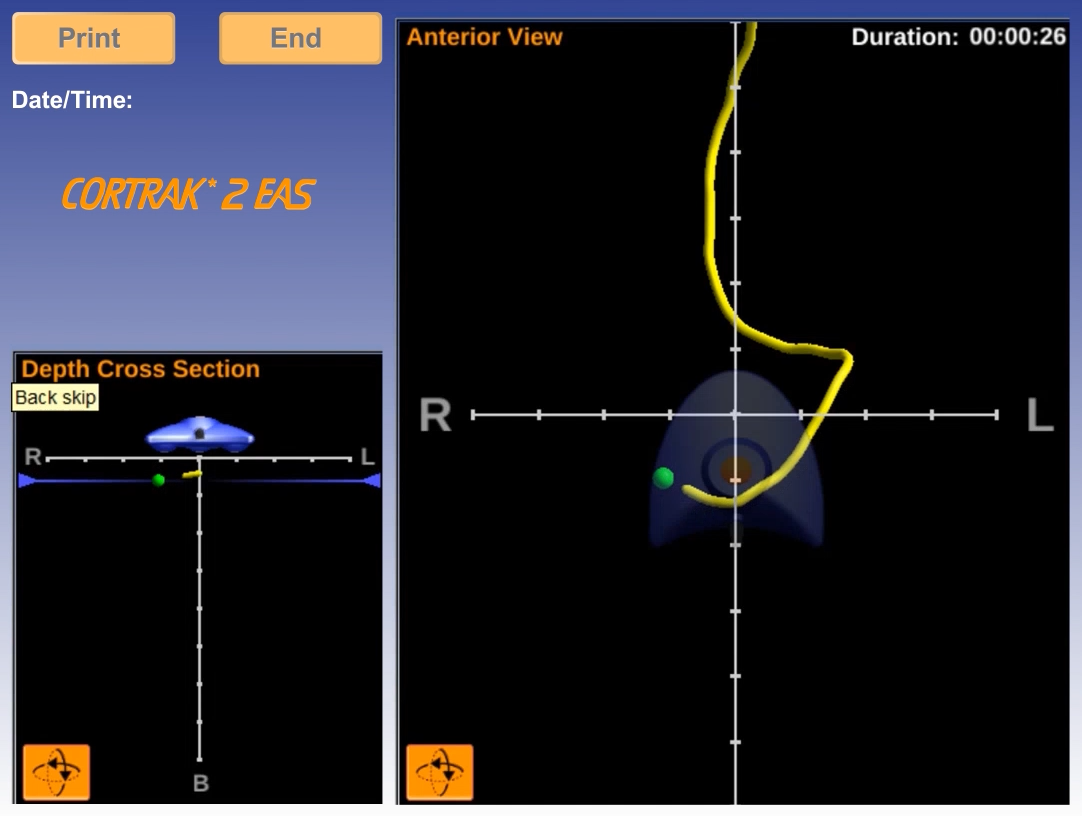 Print
End
Date/Time:
CORTRAK* 2 EAS
Depth Cross Section
Back skip
R
L
B
Anterior View
Duration: 00:00:26
R
L